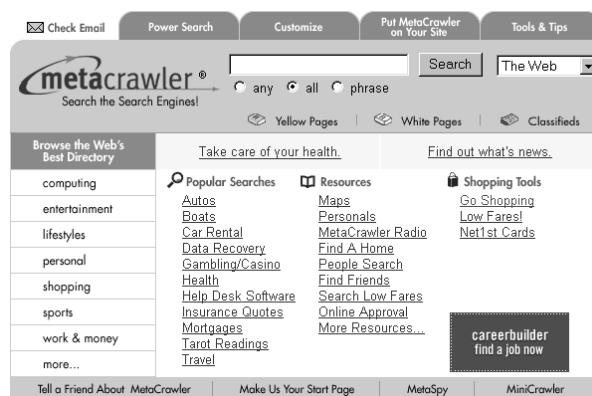 Check Email
Power Search
Customize
Put MetaCrawler
on Your Site
Tools & Tips
metacrawler ®
Search the Search Engines!
Search
The Web
any all phrase
Yellow Pages | White Pages | Classifieds
Browse the Web's
Best Directory
Take care of your health.
Find out what's news.
computing
entertainment
lifestyles
personal
shopping
sports
work & money
more...
Popular Searches
Autos
Boats
Car Rental
Data Recovery
Gambling/Casino
Health
Help Desk Software
Insurance Quotes
Mortgages
Tarot Readings
Travel
Resources
Maps
Personals
MetaCrawler Radio
Find A Home
People Search
Find Friends
Search Low Fares
Online Approval
More Resources...
Shopping Tools
Go Shopping
Low Fares!
Net1st Cards
careerbuilder
find a job now
Tell a Friend About MetaCrawler | Make Us Your Start Page | MetaSpy | MiniCrawler